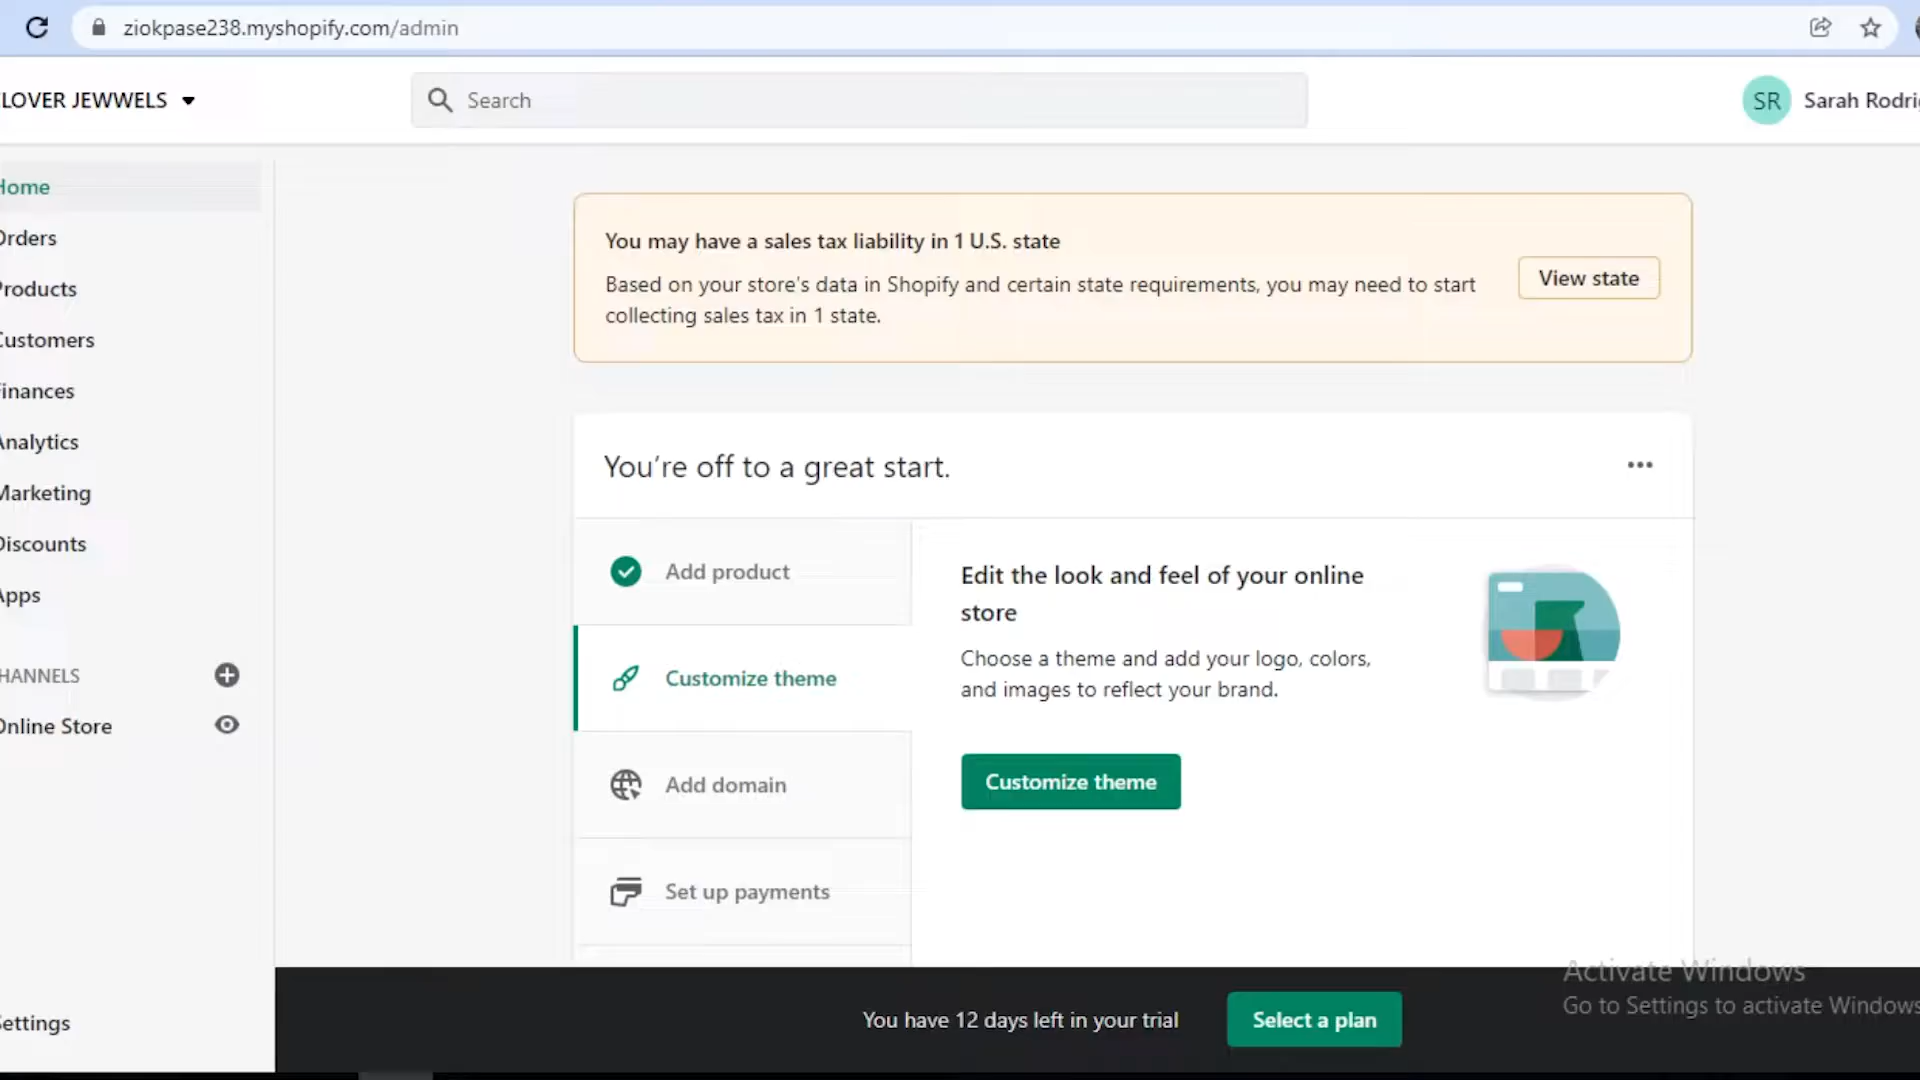 ziokpase238.myshopify.com/admin
LOVER JEWWELS
Search
SR
Sarah Rodri
Home
Orders
Products
Customers
Finances
Analytics
Marketing
Discounts
Apps
HANNELS
Online Store
Settings
You may have a sales tax liability in 1 U.S. state
Based on your store's data in Shopify and certain state requirements, you may need to start
collecting sales tax in 1 state.
View state
You're off to a great start.
Add product
Customize theme
Add domain
Set up payments
Edit the look and feel of your online
store
Choose a theme and add your logo, colors,
and images to reflect your brand.
Customize theme
You have 12 days left in your trial
Select a plan
Activate Windows
Go to Settings to activate Windows